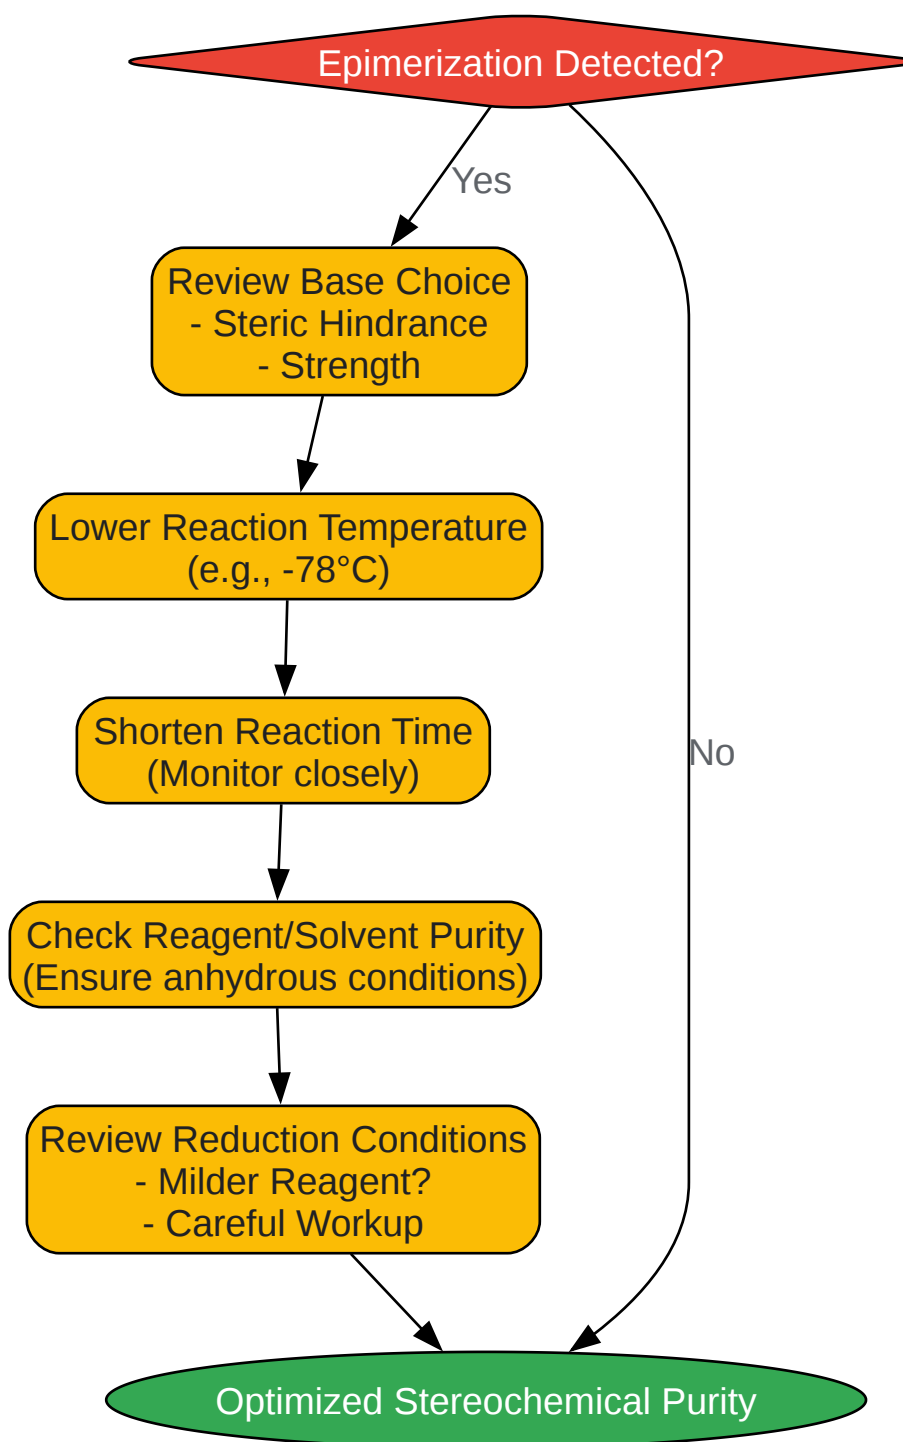 Epimerization Detected?
Yes
Review Base Choice
- Steric Hindrance
- Strength
Lower Reaction Temperature
(e.g., -78°C)
Shorten Reaction Time
(Monitor closely)
No
Check Reagent/Solvent Purity
(Ensure anhydrous conditions)
Review Reduction Conditions
- Milder Reagent?
- Careful Workup
Optimized Stereochemical Purity